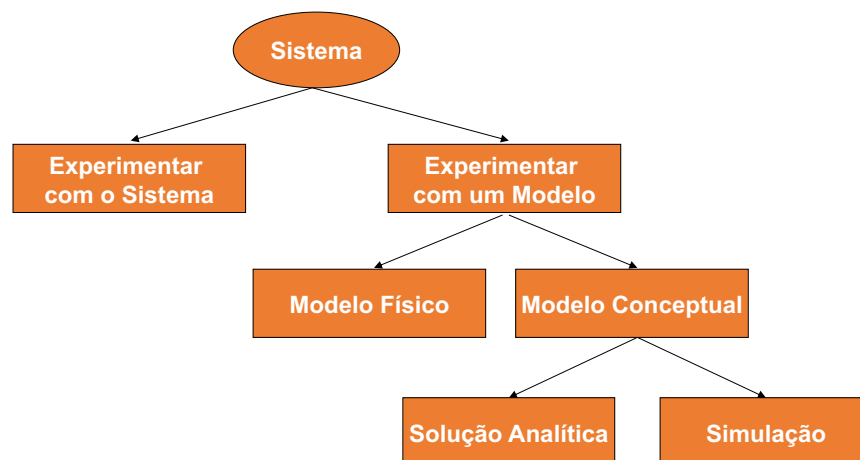 Sistema
Experimentar
com o Sistema
Experimentar
com um Modelo
Modelo Físico
Modelo Conceptual
Solução Analítica
Simulação